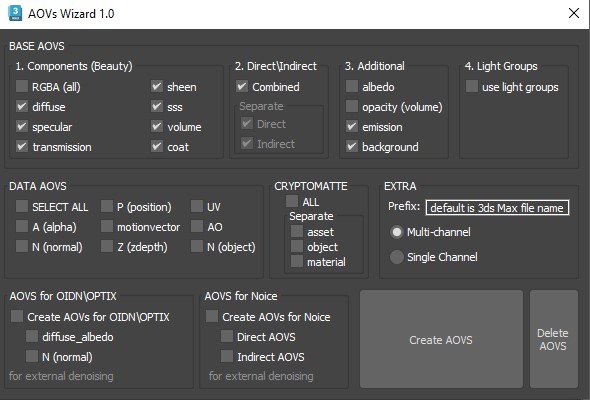 AOVs Wizard 1.0
BASE AOVS
1. Components (Beauty)
RGBA (all)
diffuse
specular
transmission
sheen
sss
volume
coat
2. Direct\Indirect
Combined
Separate
Direct
Indirect
3. Additional
albedo
opacity (volume)
emission
background
4. Light Groups
use light groups
DATA AOVS
SELECT ALL
A (alpha)
N (normal)
P (position)
motionvector
Z (zdepth)
UV
AO
N (object)
CRYPTOMATTE
ALL
Separate
asset
object
material
EXTRA
Prefix: default is 3ds Max file name
Multi-channel
Single Channel
AOVS for OIDN\OPTIX
Create AOVs for OIDN\OPTIX
diffuse_albedo
N (normal)
for external denoising
AOVS for Noice
Create AOVs for Noice
Direct AOVS
Indirect AOVS
for external denoising
Create AOVS
Delete
AOVS